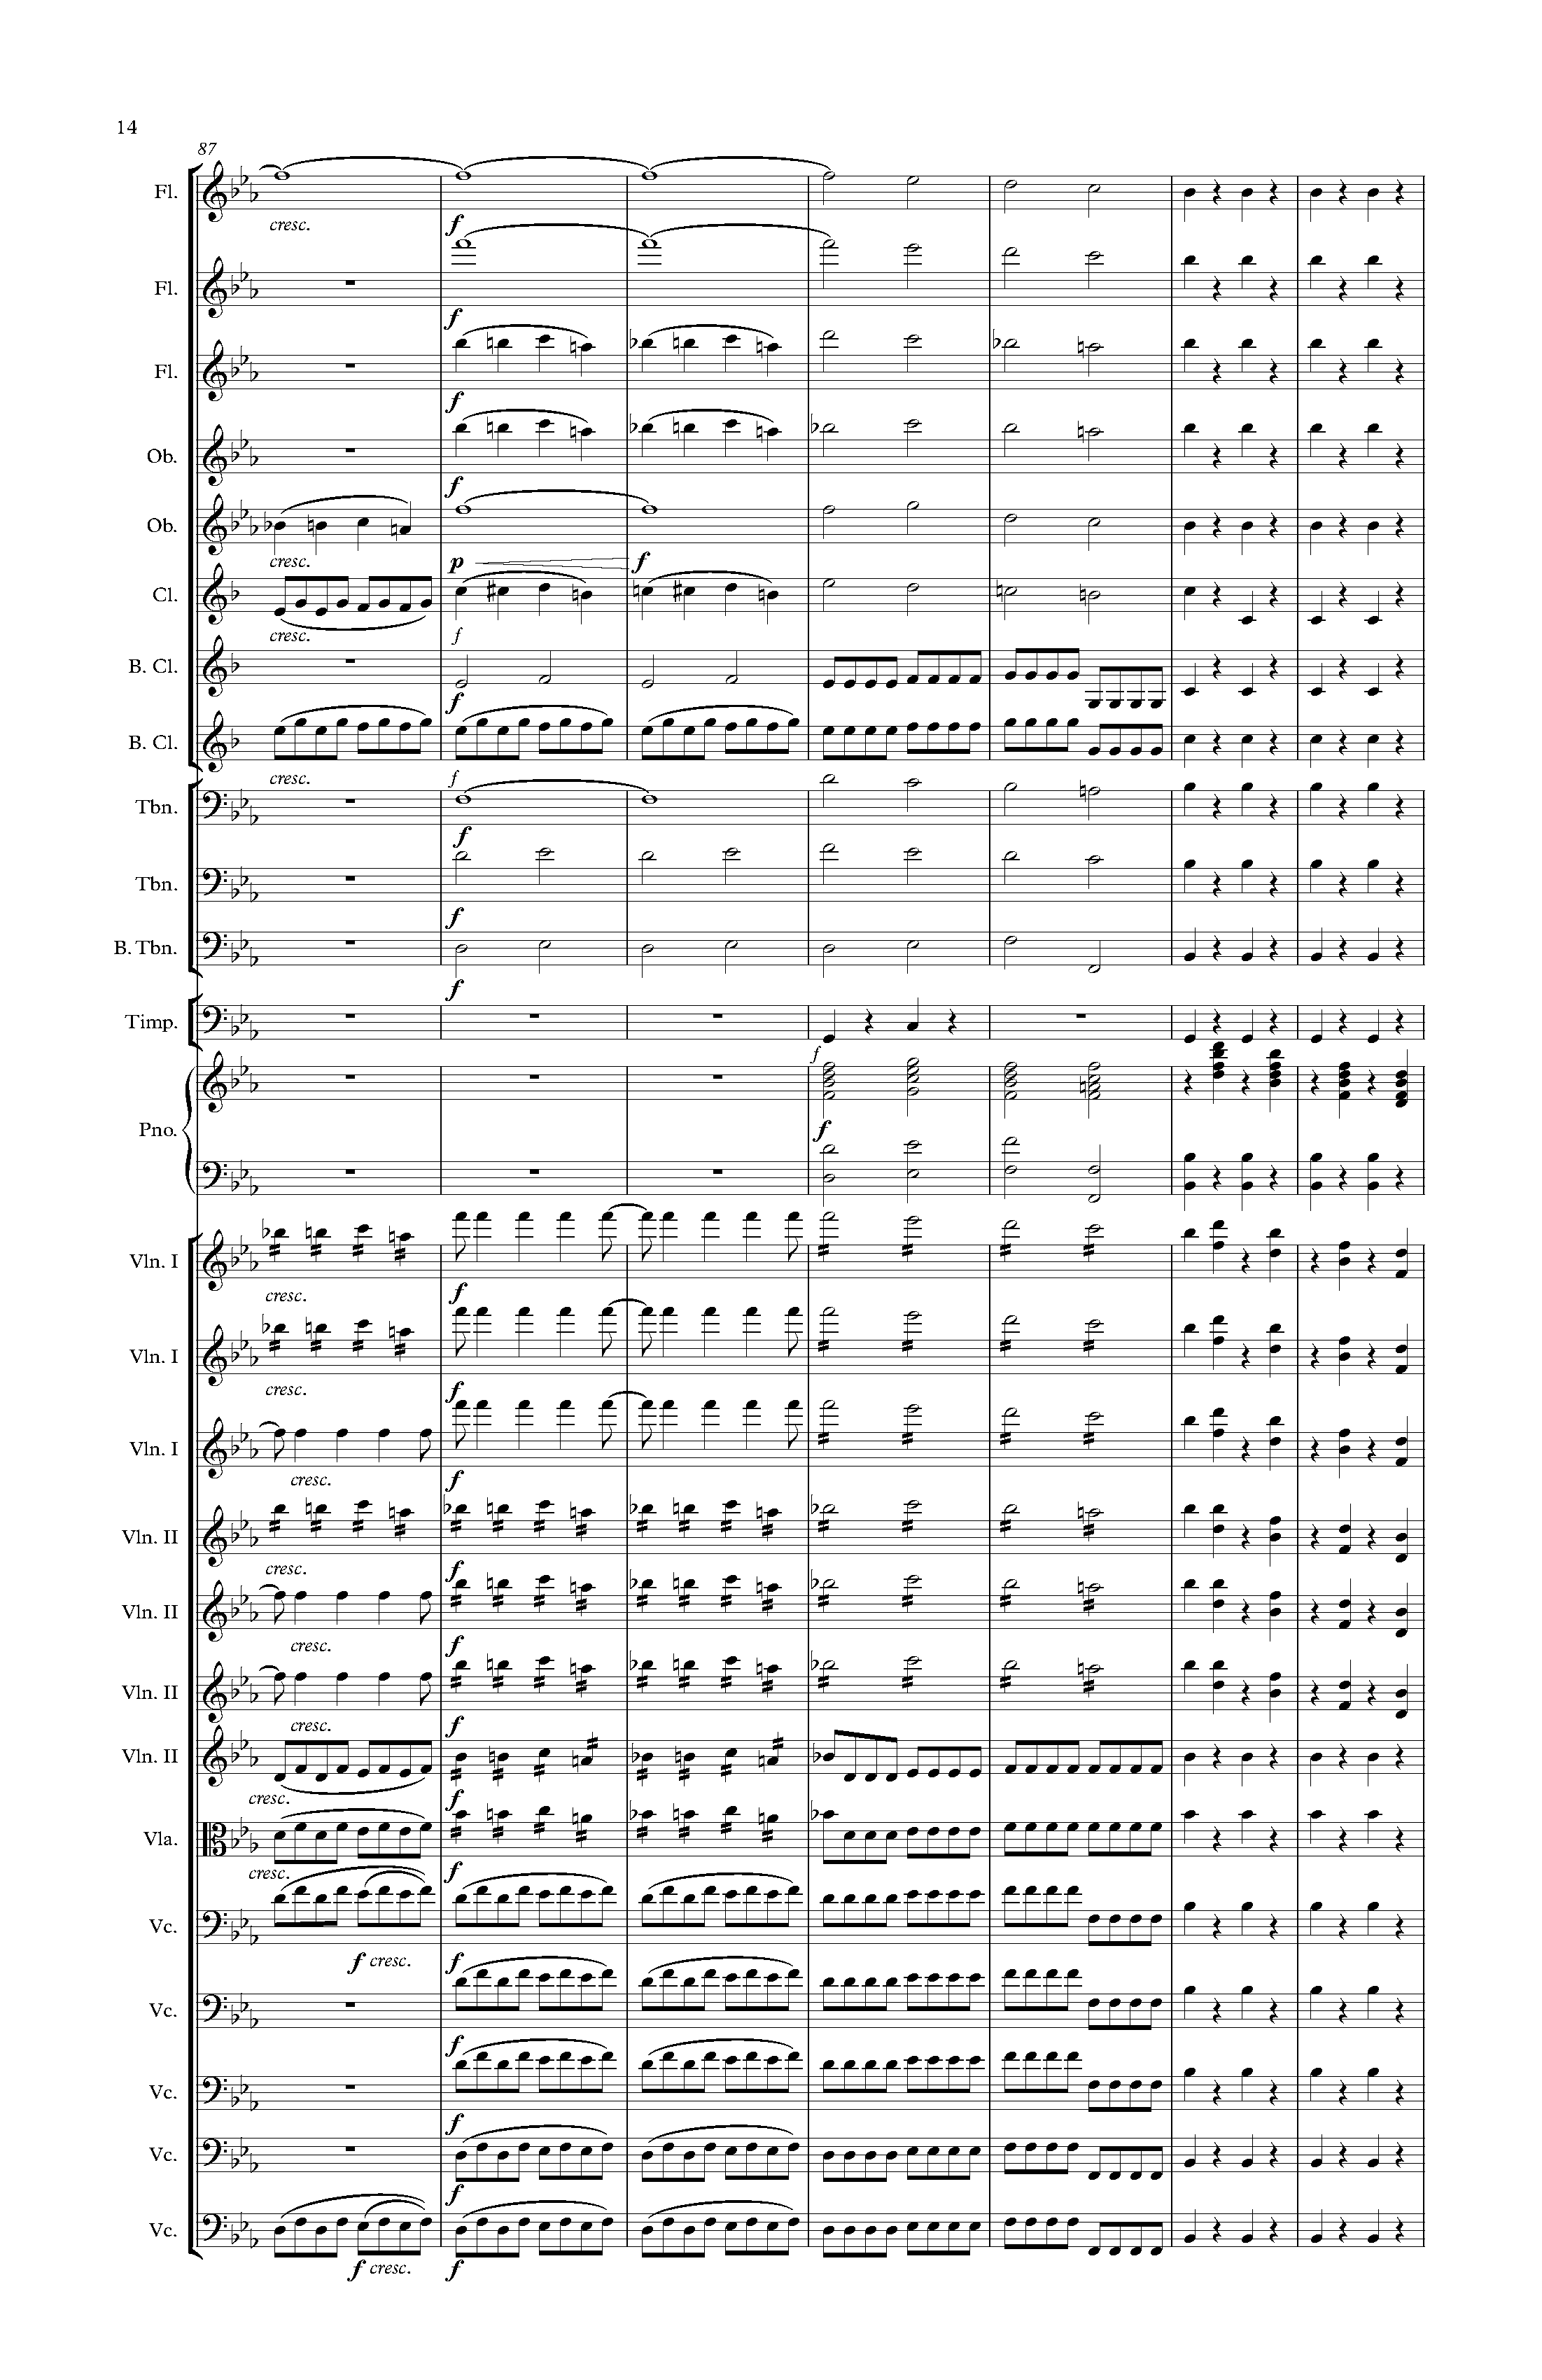 14
87
Fl.
cresc.
f
Fl.
f
Fl.
f
Ob.
f
Ob.
cresc.
p
f
Cl.
cresc.
f
B. Cl.
f
B. Cl.
cresc.
f
Tbn.
f
Tbn.
f
B. Tbn.
f
Timp.
f
Pno.
f
Vln. I
cresc.
f
Vln. I
cresc.
f
Vln. I
cresc.
f
Vln. II
cresc.
f
Vln. II
cresc.
f
Vln. II
cresc.
f
Vln. II
cresc.
f
Vla.
cresc.
f
Vc.
f cresc.
f
Vc.
f
Vc.
f
Vc.
f
Vc.
f cresc.
f